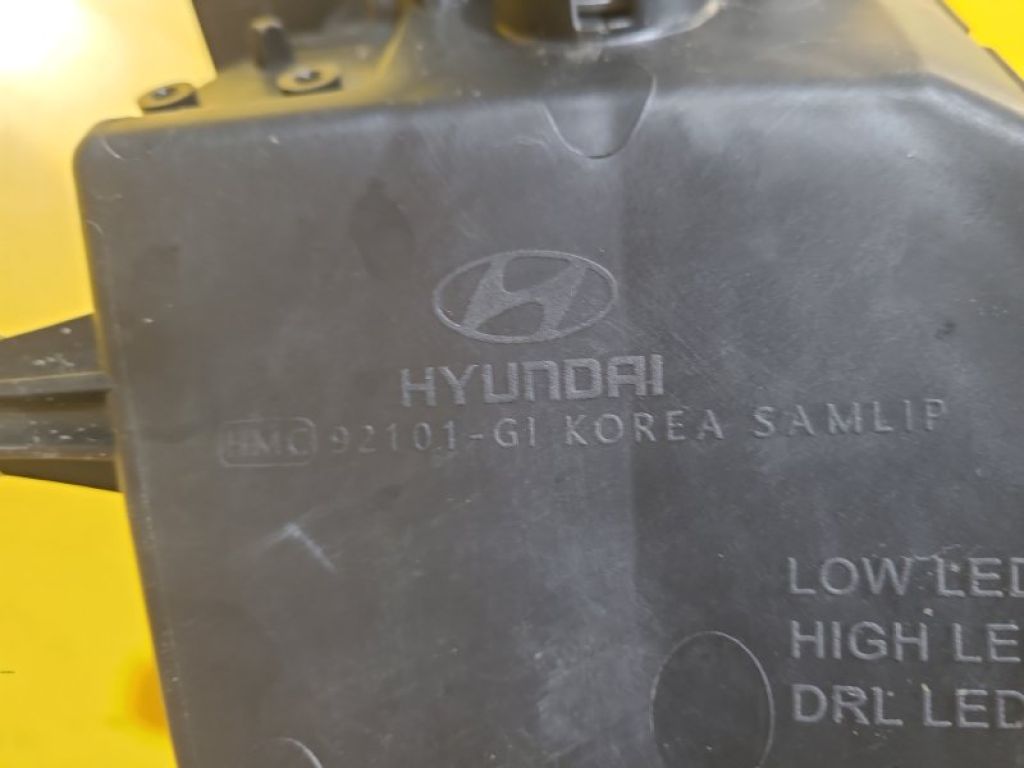 HYUNDAI
HMC 92101-GI KOREA SAMLIP
LOW LED
HIGH LE
DRL LED